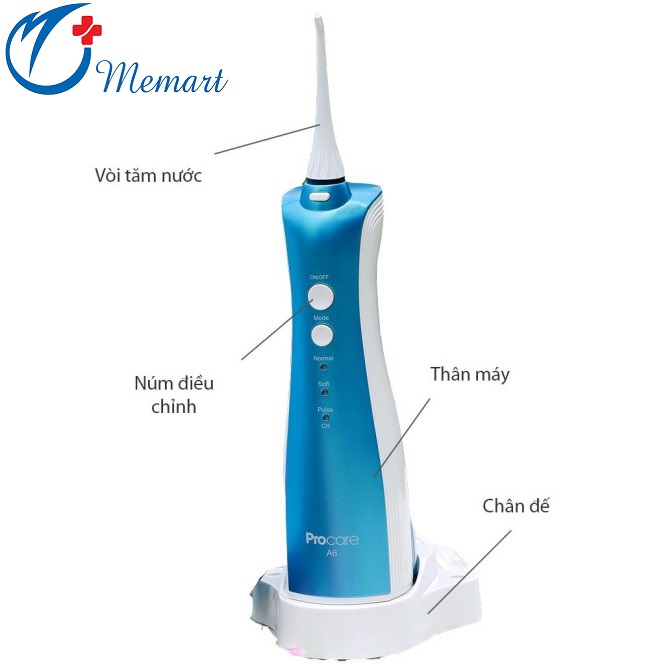 Memart
Vòi tăm nước
ON/OFF
Mode
Núm điều
chỉnh
Normal
Soft
Pulse
CH
Thân máy
Chân đế
Procare
A6